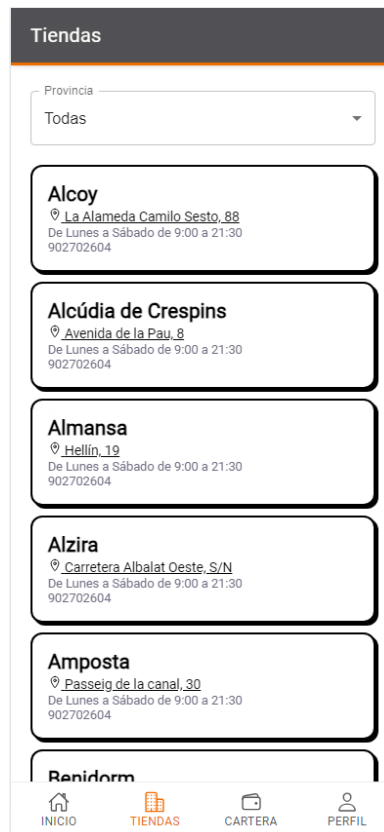 Tiendas
Provincia
Todas
Alcoy
La Alameda Camilo Sesto, 88
De Lunes a Sábado de 9:00 a 21:30
902702604
Alcúdia de Crespins
Avenida de la Pau, 8
De Lunes a Sábado de 9:00 a 21:30
902702604
Almansa
Hellín, 19
De Lunes a Sábado de 9:00 a 21:30
902702604
Alzira
Carretera Albalat Oeste, S/N
De Lunes a Sábado de 9:00 a 21:30
902702604
Amposta
Passeig de la canal, 30
De Lunes a Sábado de 9:00 a 21:30
902702604
Benidorm
INICIO TIENDAS CARTERA PERFIL